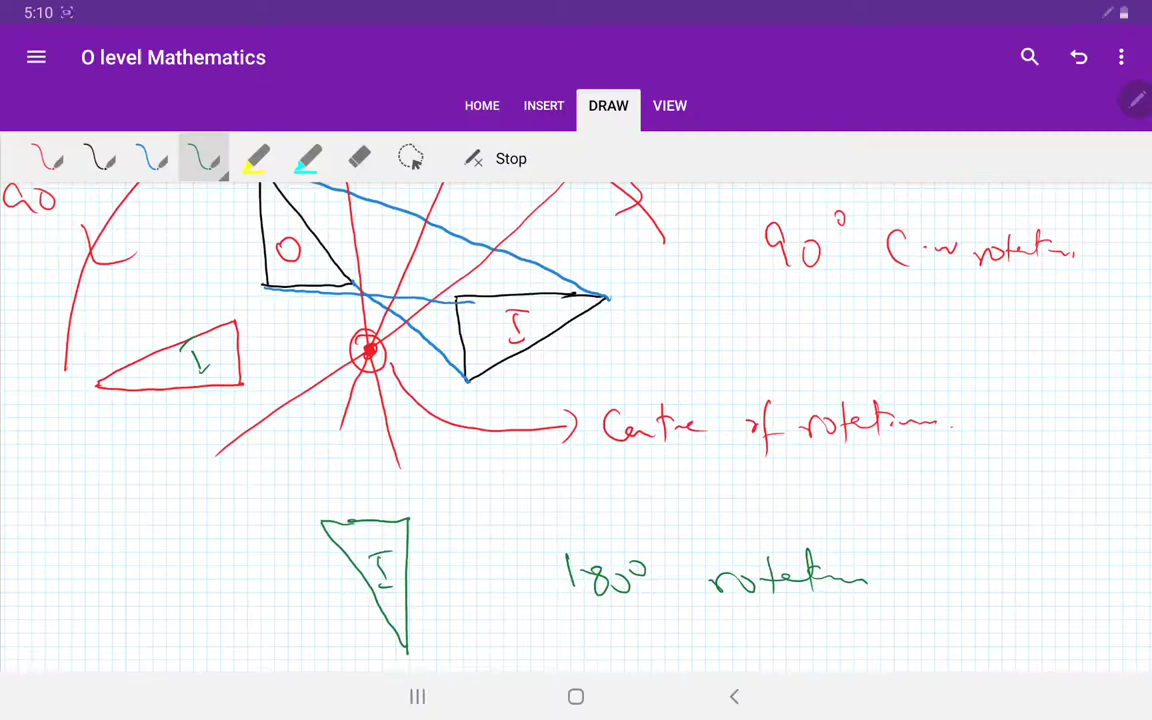 5:10
O level Mathematics
HOME INSERT DRAW VIEW
Stop
90
O
90° C.w rotation.
I
I
Centre of rotation.
I
180° rotation